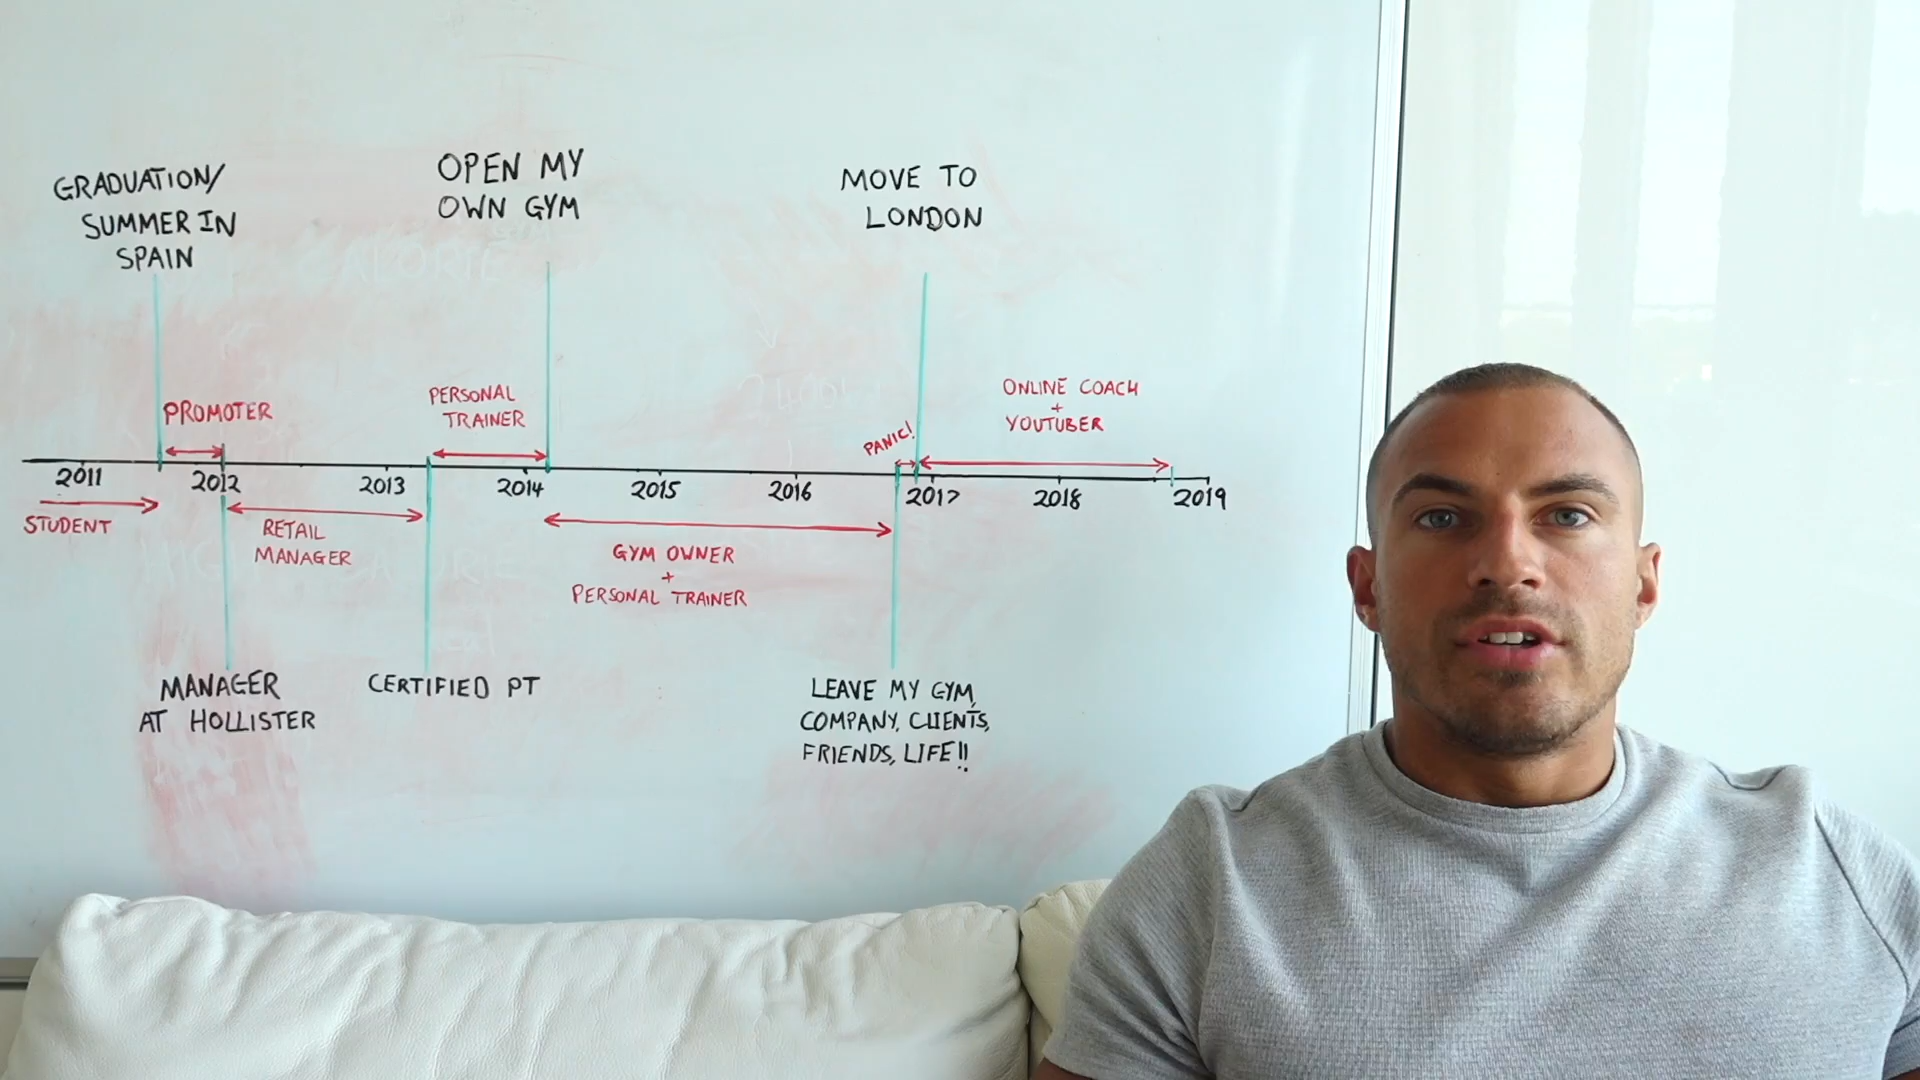 GRADUATION/
SUMMER IN
SPAIN
OPEN MY
OWN GYM
MOVE TO
LONDON
PROMOTER
PERSONAL
TRAINER
PANIC!
ONLINE COACH
+
YOUTUBER
2011
2012
2013
2014
2015
2016
2017
2018
2019
STUDENT
RETAIL
MANAGER
GYM OWNER
+
PERSONAL TRAINER
MANAGER
AT HOLLISTER
CERTIFIED PT
LEAVE MY GYM,
COMPANY, CLIENTS,
FRIENDS, LIFE!!
CALORIE